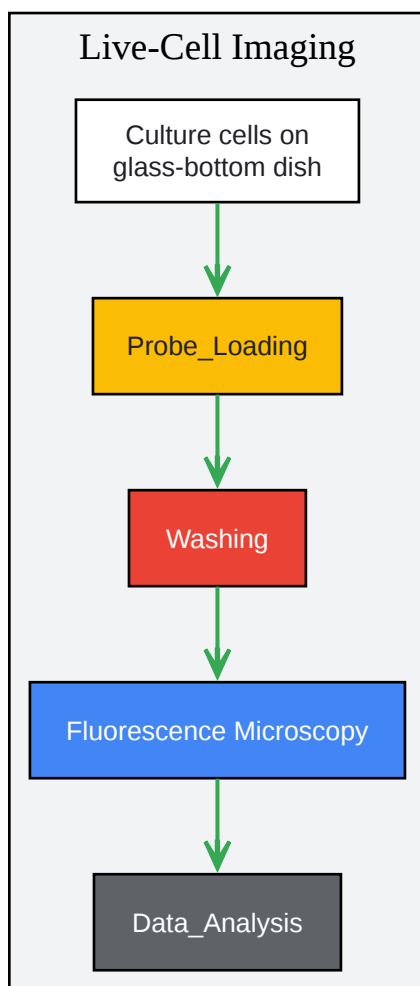 Live-Cell Imaging
Culture cells on
glass-bottom dish
Probe_Loading
Washing
Fluorescence Microscopy
Data_Analysis